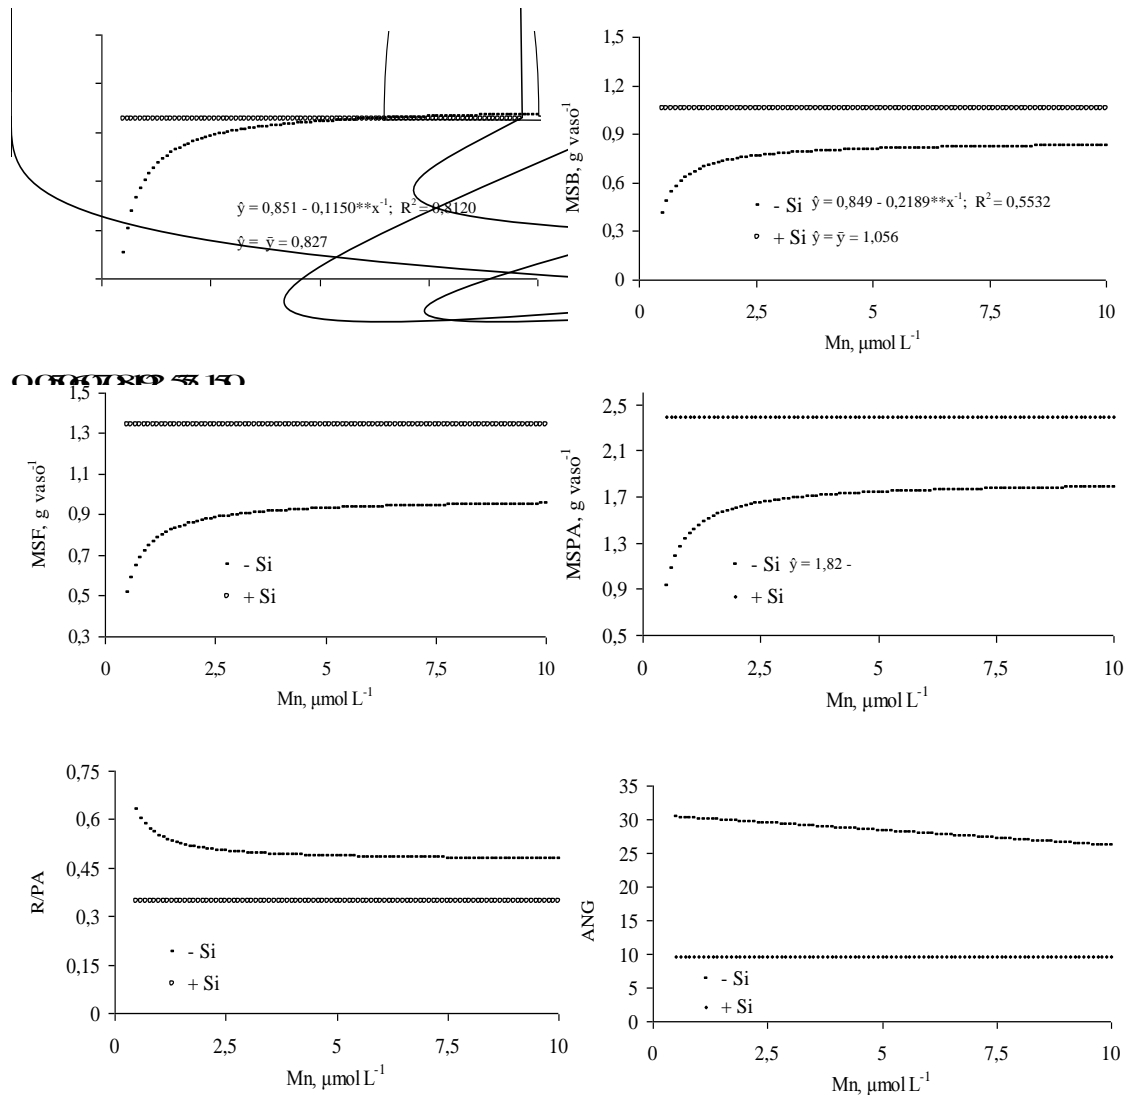 ŷ = 0,851 - 0,1150**x-1; R2 = 0,8120
ŷ = ȳ = 0,827
MSB, g vaso-1
1,5
1,2
0,9
0,6
0,3
0
- Si ŷ = 0,849 - 0,2189**x-1; R2 = 0,5532
+ Si ŷ = ȳ = 1,056
0 2,5 5 7,5 10
Mn, µmol L-1
MSF, g vaso-1
1,5
1,3
1,1
0,9
0,7
0,5
0,3
- Si
+ Si
0 2,5 5 7,5 10
Mn, µmol L-1
MSPA, g vaso-1
2,5
2,1
1,7
1,3
0,9
0,5
- Si ŷ = 1,82 -
+ Si
0 2,5 5 7,5 10
Mn, µmol L-1
R/PA
0,75
0,6
0,45
0,3
0,15
0
- Si
+ Si
0 2,5 5 7,5 10
Mn, µmol L-1
ANG
35
30
25
20
15
10
5
0
- Si
+ Si
0 2,5 5 7,5 10
Mn, µmol L-1